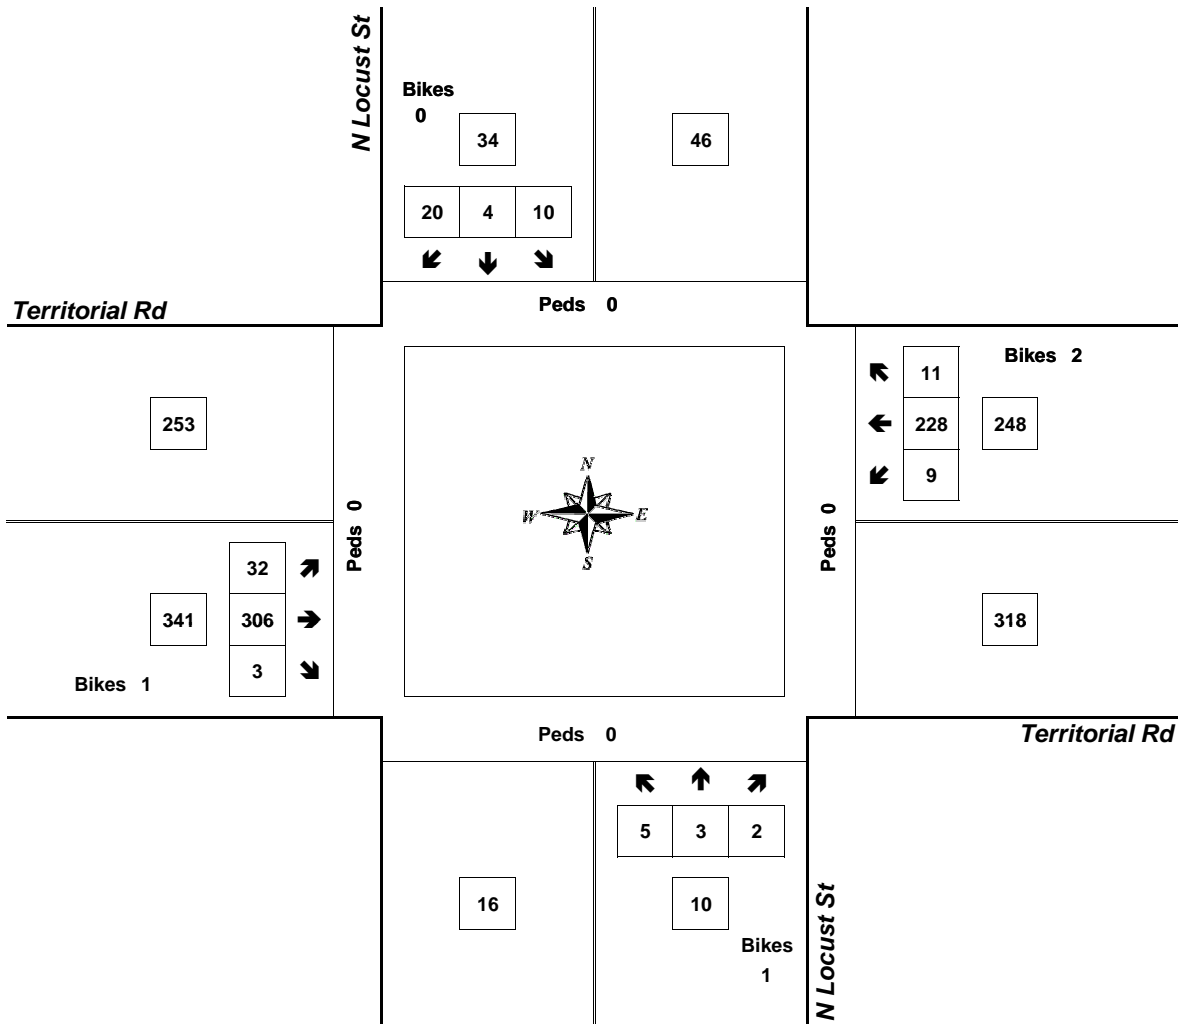 N Locust St
Bikes
0
34
46
20 4 10
Peds 0
Territorial Rd
Bikes 2
11
253
228 248
9
N
W E
S
Peds 0
Peds 0
32
341 306
318
3
Bikes 1
Peds 0
Territorial Rd
5 3 2
16
10
N Locust St
Bikes
1